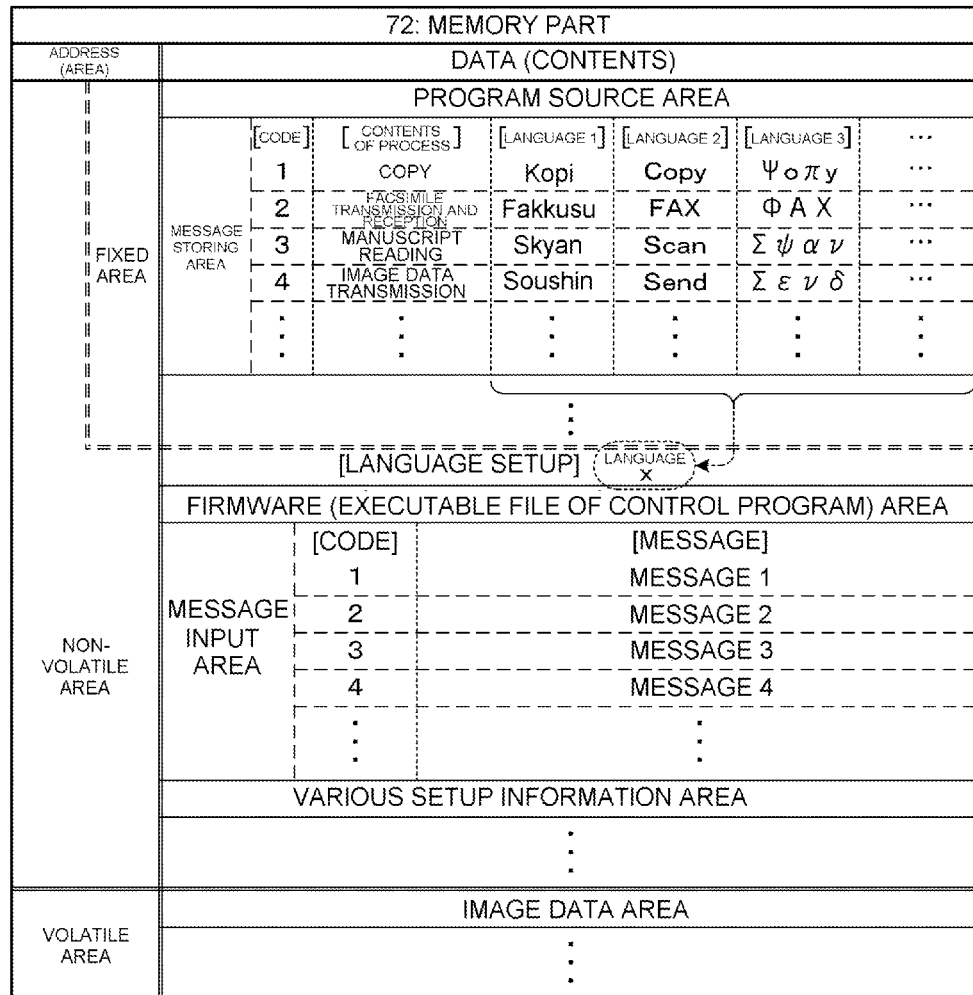 72: MEMORY PART
ADDRESS
(AREA)
DATA (CONTENTS)
PROGRAM SOURCE AREA
[CODE] [CONTENTS OF PROCESS] [LANGUAGE 1] [LANGUAGE 2] [LANGUAGE 3] ...
1 COPY Kopi Copy Ψοπy ...
2 FACSIMILE TRANSMISSION AND RECEPTION Fakkusu FAX ΦAX ...
3 MANUSCRIPT READING Skyan Scan Σψαν ...
4 IMAGE DATA TRANSMISSION Soushin Send Σενδ ...
MESSAGE
STORING
AREA
FIXED
AREA
[LANGUAGE SETUP]
LANGUAGE
X
FIRMWARE (EXECUTABLE FILE OF CONTROL PROGRAM) AREA
[CODE] [MESSAGE]
1 MESSAGE 1
2 MESSAGE 2
3 MESSAGE 3
4 MESSAGE 4
MESSAGE
INPUT
AREA
NON-
VOLATILE
AREA
VARIOUS SETUP INFORMATION AREA
IMAGE DATA AREA
VOLATILE
AREA